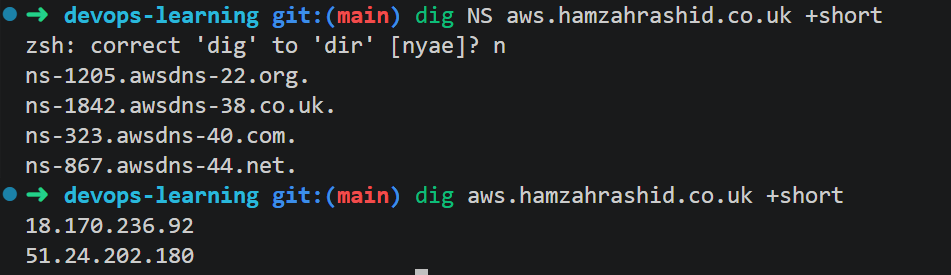 ➜ devops-learning git:(main) dig NS aws.hamzahrashid.co.uk +short
zsh: correct 'dig' to 'dir' [nyae]? n
ns-1205.awsdns-22.org.
ns-1842.awsdns-38.co.uk.
ns-323.awsdns-40.com.
ns-867.awsdns-44.net.
➜ devops-learning git:(main) dig aws.hamzahrashid.co.uk +short
18.170.236.92
51.24.202.180